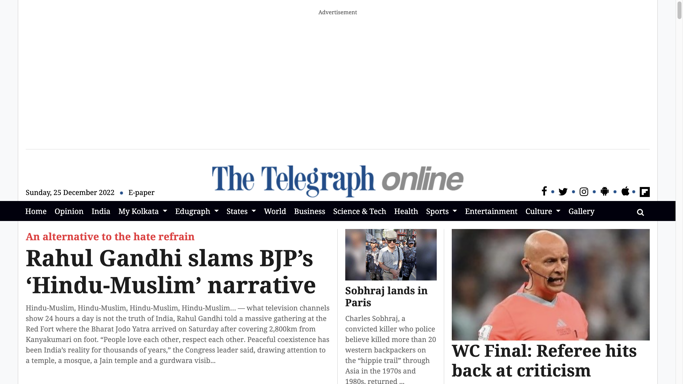 Advertisement
The Telegraph online
Sunday, 25 December 2022 • E-paper
Home Opinion India My Kolkata Edugraph States World Business Science & Tech Health Sports Entertainment Culture Gallery
An alternative to the hate refrain
Rahul Gandhi slams BJP’s
‘Hindu-Muslim’ narrative
Hindu-Muslim, Hindu-Muslim, Hindu-Muslim, Hindu-Muslim... — what television channels
show 24 hours a day is not the truth of India, Rahul Gandhi told a massive gathering at the
Red Fort where the Bharat Jodo Yatra arrived on Saturday after covering 2,800km from
Kanyakumari on foot. “People love each other, respect each other. Peaceful coexistence has
been India’s reality for thousands of years,” the Congress leader said, drawing attention to
a temple, a mosque, a Jain temple and a gurdwara visib...
Sobhraj lands in
Paris
Charles Sobhraj, a
convicted killer who police
believe killed more than 20
western backpackers on
the “hippie trail” through
Asia in the 1970s and
1980s, returned ...
WC Final: Referee hits
back at criticism